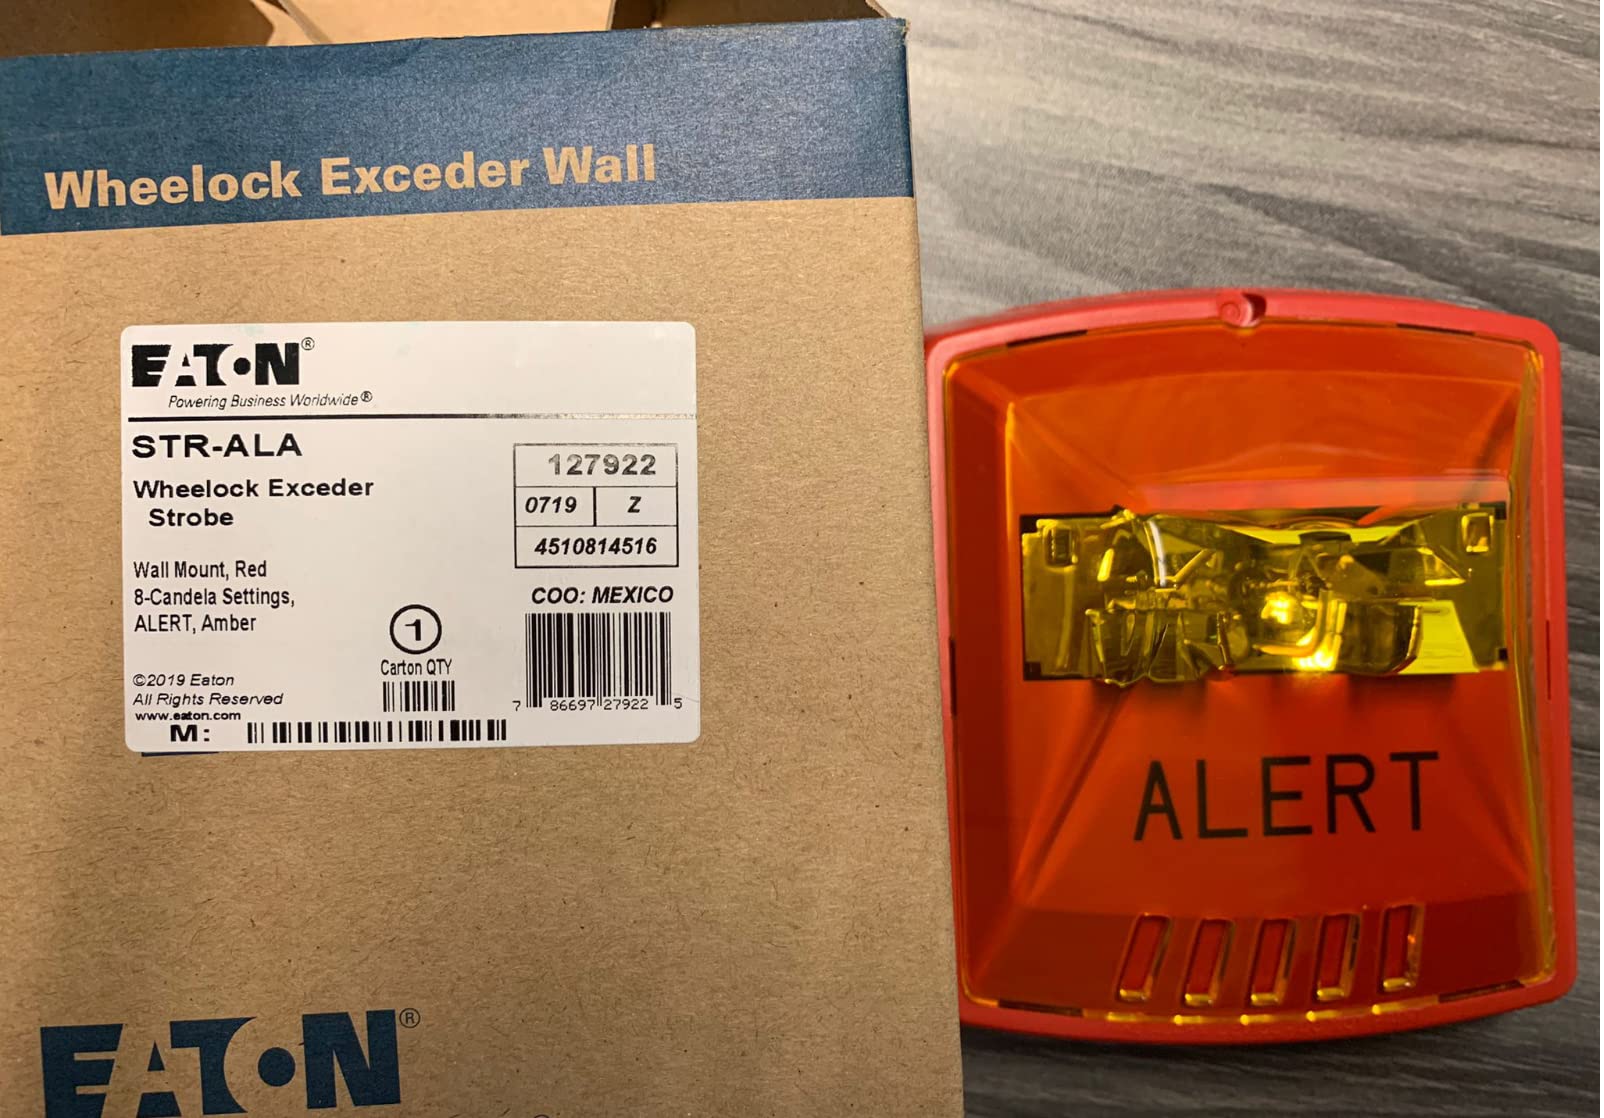 Wheelock Exceder Wall
EATON®
Powering Business Worldwide®
STR-ALA
Wheelock Exceder
Strobe
Wall Mount, Red
8-Candela Settings,
ALERT, Amber
©2019 Eaton
All Rights Reserved
www.eaton.com
M:
1
Carton QTY
127922
0719 Z
4510814516
COO: MEXICO
7 86697 27922 5
EATON®
ALERT